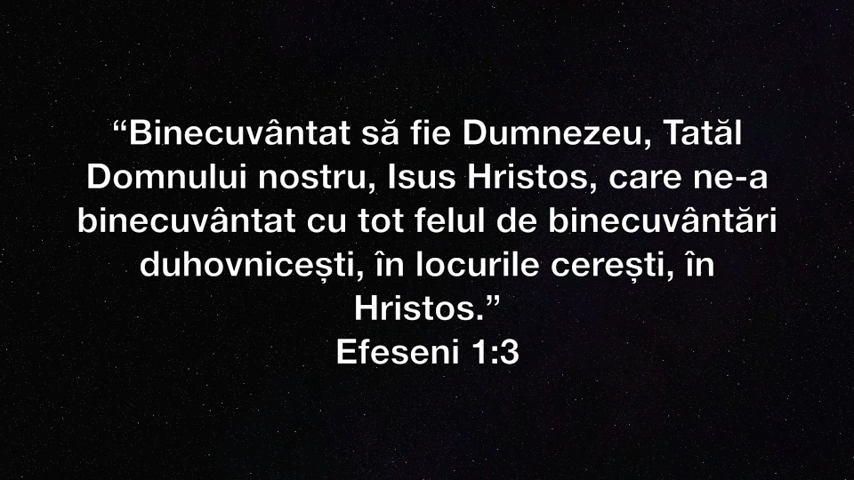 “Binecuvântat să fie Dumnezeu, Tatăl
Domnului nostru, Isus Hristos, care ne-a
binecuvântat cu tot felul de binecuvântări
duhovnicești, în locurile cerești, în
Hristos.”
Efeseni 1:3